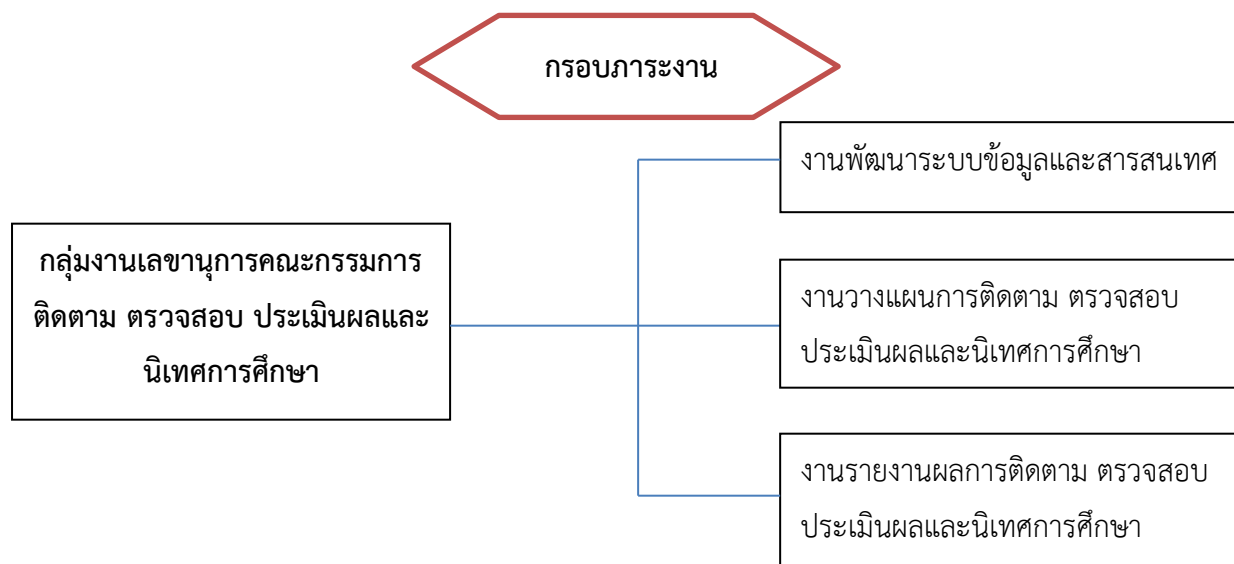 กรอบภาระงาน
กลุ่มงานเลขานุการคณะกรรมการ
ติดตาม ตรวจสอบ ประเมินผลและ
นิเทศการศึกษา
งานพัฒนาระบบข้อมูลและสารสนเทศ
งานวางแผนการติดตาม ตรวจสอบ
ประเมินผลและนิเทศการศึกษา
งานรายงานผลการติดตาม ตรวจสอบ
ประเมินผลและนิเทศการศึกษา